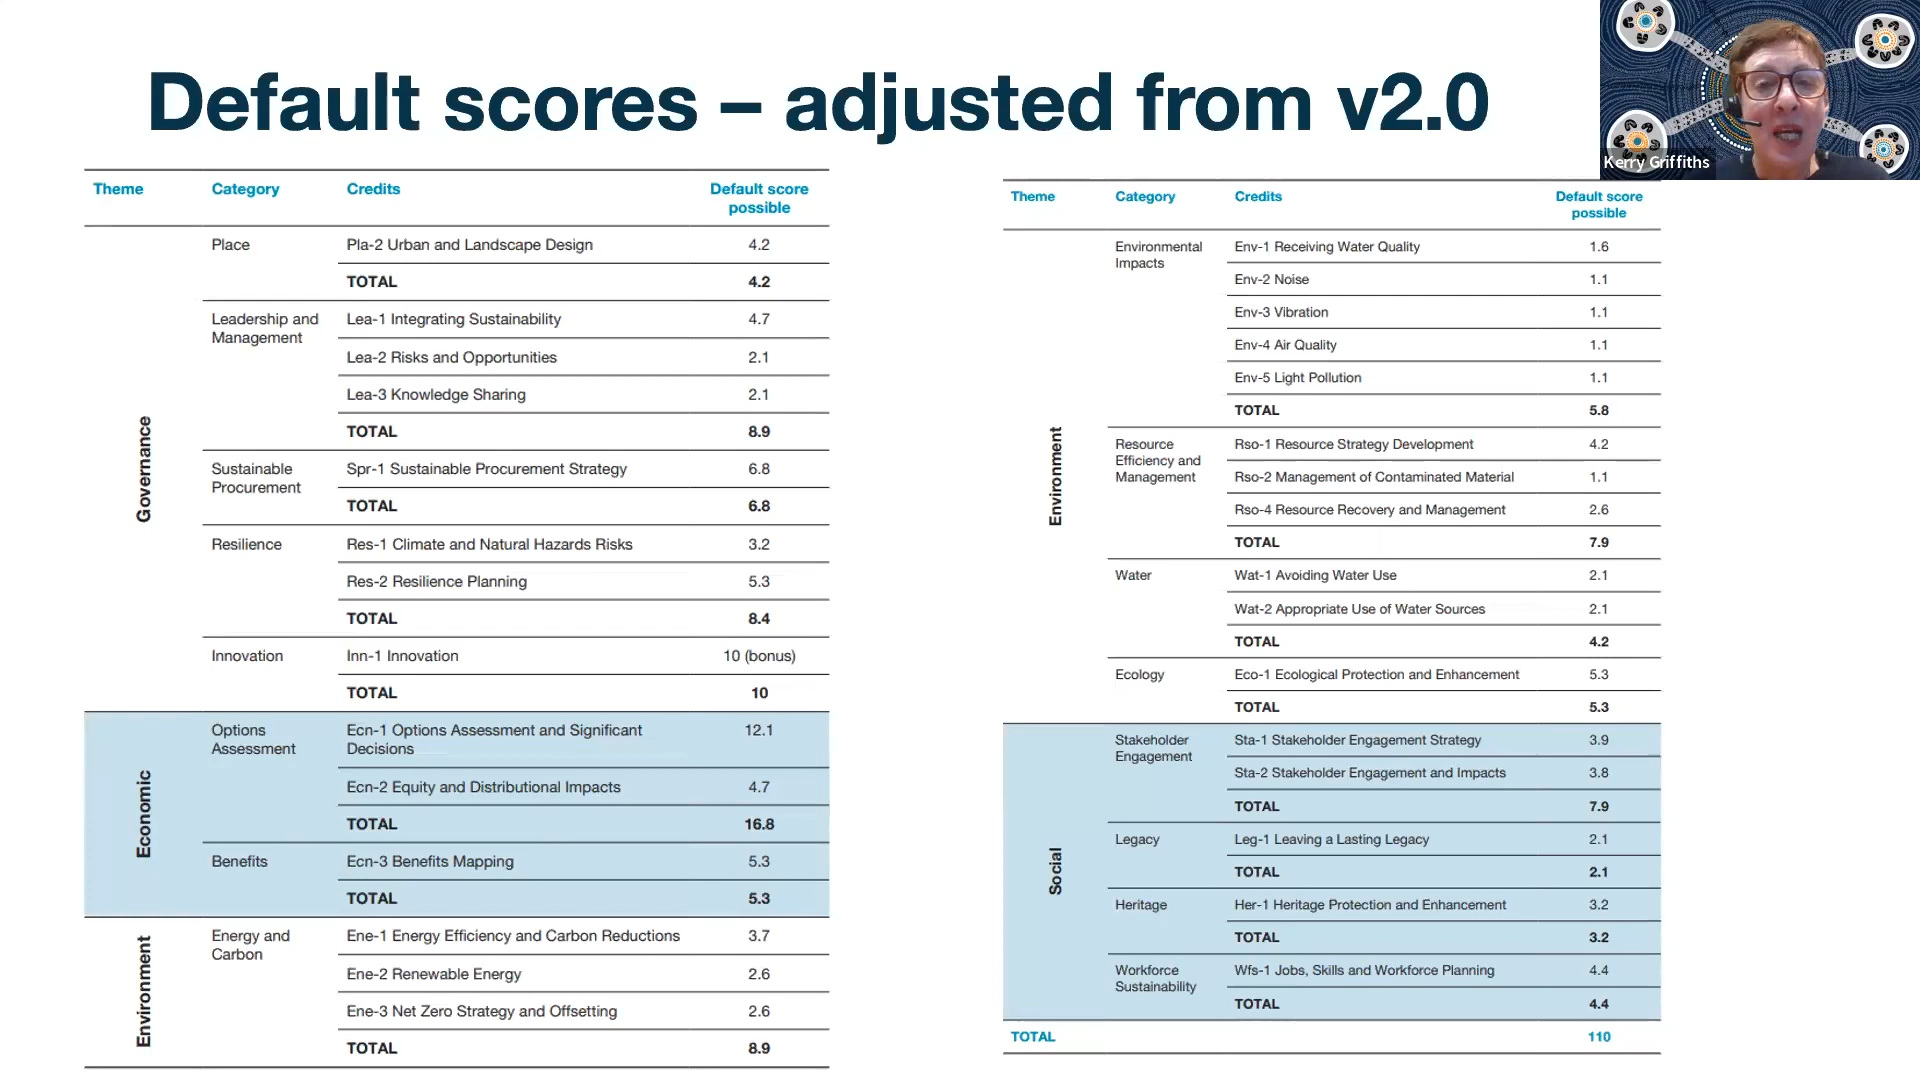 Default scores – adjusted from v2.0
Kerry Griffiths
Theme Category Credits Default score
possible
Governance
Place Pla-2 Urban and Landscape Design 4.2
TOTAL 4.2
Leadership and Lea-1 Integrating Sustainability 4.7
Management
Lea-2 Risks and Opportunities 2.1
Lea-3 Knowledge Sharing 2.1
TOTAL 8.9
Sustainable Spr-1 Sustainable Procurement Strategy 6.8
Procurement
TOTAL 6.8
Resilience Res-1 Climate and Natural Hazards Risks 3.2
Res-2 Resilience Planning 5.3
TOTAL 8.4
Innovation Inn-1 Innovation 10 (bonus)
TOTAL 10
Economic
Options Ecn-1 Options Assessment and Significant 12.1
Assessment Decisions
Ecn-2 Equity and Distributional Impacts 4.7
TOTAL 16.8
Benefits Ecn-3 Benefits Mapping 5.3
TOTAL 5.3
Environment
Energy and Ene-1 Energy Efficiency and Carbon Reductions 3.7
Carbon
Ene-2 Renewable Energy 2.6
Ene-3 Net Zero Strategy and Offsetting 2.6
TOTAL 8.9
Theme Category Credits Default score
possible
Environment
Environmental Env-1 Receiving Water Quality 1.6
Impacts
Env-2 Noise 1.1
Env-3 Vibration 1.1
Env-4 Air Quality 1.1
Env-5 Light Pollution 1.1
TOTAL 5.8
Resource Rso-1 Resource Strategy Development 4.2
Efficiency and
Management Rso-2 Management of Contaminated Material 1.1
Rso-4 Resource Recovery and Management 2.6
TOTAL 7.9
Water Wat-1 Avoiding Water Use 2.1
Wat-2 Appropriate Use of Water Sources 2.1
TOTAL 4.2
Ecology Eco-1 Ecological Protection and Enhancement 5.3
TOTAL 5.3
Social
Stakeholder Sta-1 Stakeholder Engagement Strategy 3.9
Engagement
Sta-2 Stakeholder Engagement and Impacts 3.8
TOTAL 7.9
Legacy Leg-1 Leaving a Lasting Legacy 2.1
TOTAL 2.1
Heritage Her-1 Heritage Protection and Enhancement 3.2
TOTAL 3.2
Workforce Wfs-1 Jobs, Skills and Workforce Planning 4.4
Sustainability
TOTAL 4.4
TOTAL 110